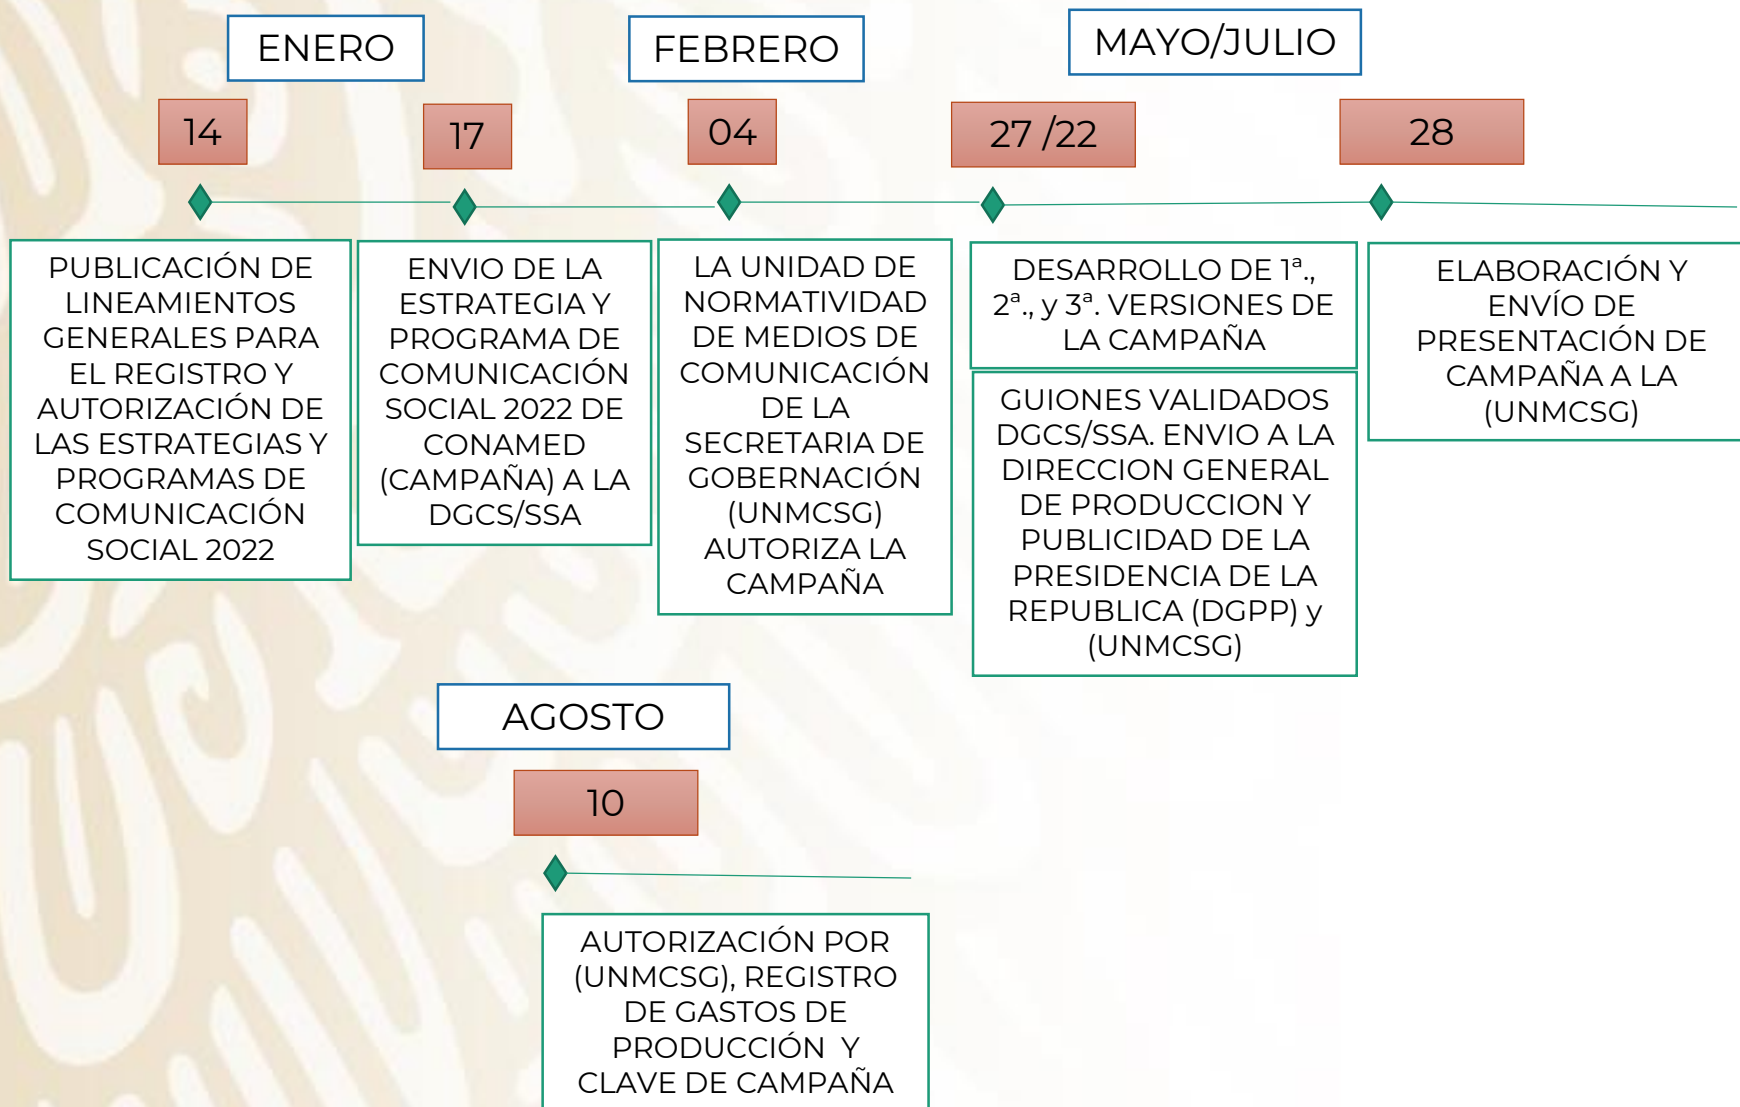 ENERO
FEBRERO
MAYO/JULIO
14
17
04
27 /22
28
PUBLICACIÓN DE
LINEAMIENTOS
GENERALES PARA
EL REGISTRO Y
AUTORIZACIÓN DE
LAS ESTRATEGIAS Y
PROGRAMAS DE
COMUNICACIÓN
SOCIAL 2022
ENVIO DE LA
ESTRATEGIA Y
PROGRAMA DE
COMUNICACIÓN
SOCIAL 2022 DE
CONAMED
(CAMPAÑA) A LA
DGCS/SSA
LA UNIDAD DE
NORMATIVIDAD
DE MEDIOS DE
COMUNICACIÓN
DE LA
SECRETARIA DE
GOBERNACIÓN
(UNMCSG)
AUTORIZA LA
CAMPAÑA
DESARROLLO DE 1ª.,
2ª., y 3ª. VERSIONES DE
LA CAMPAÑA
GUIONES VALIDADOS
DGCS/SSA. ENVIO A LA
DIRECCION GENERAL
DE PRODUCCION Y
PUBLICIDAD DE LA
PRESIDENCIA DE LA
REPUBLICA (DGPP) y
(UNMCSG)
ELABORACIÓN Y
ENVÍO DE
PRESENTACIÓN DE
CAMPAÑA A LA
(UNMCSG)
AGOSTO
10
AUTORIZACIÓN POR
(UNMCSG), REGISTRO
DE GASTOS DE
PRODUCCIÓN  Y
CLAVE DE CAMPAÑA